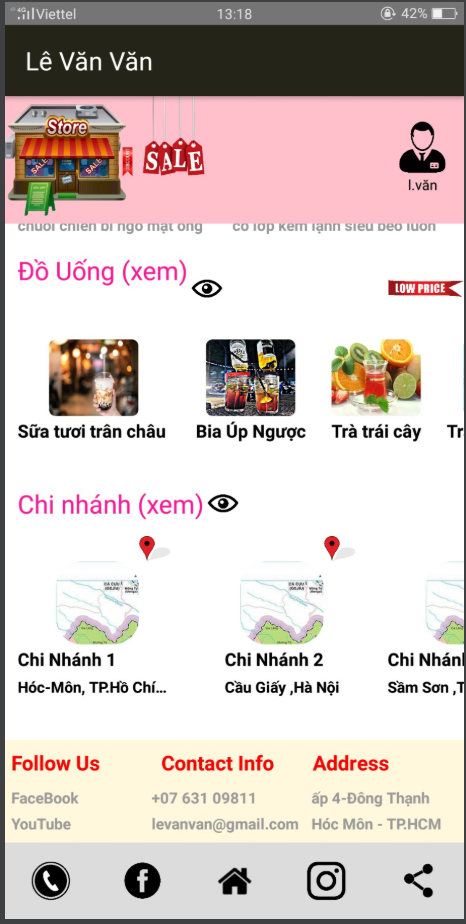 4G Viettel 13:18 42%
Lê Văn Văn
Store
SALE
SALE SALE
l.văn
chuối chiên bí ngô mật ong có lớp kem lạnh siêu béo luôn
Đồ Uống (xem)
LOW PRICE
Sữa tươi trân châu Bia Úp Ngược Trà trái cây Tr
Chi nhánh (xem)
Chi Nhánh 1 Chi Nhánh 2 Chi Nhánh
Hóc-Môn, TP.Hồ Chí... Cầu Giấy ,Hà Nội Sầm Sơn ,T
Follow Us Contact Info Address
FaceBook +07 631 09811 ấp 4-Đông Thạnh
YouTube levanvan@gmail.com Hóc Môn - TP.HCM